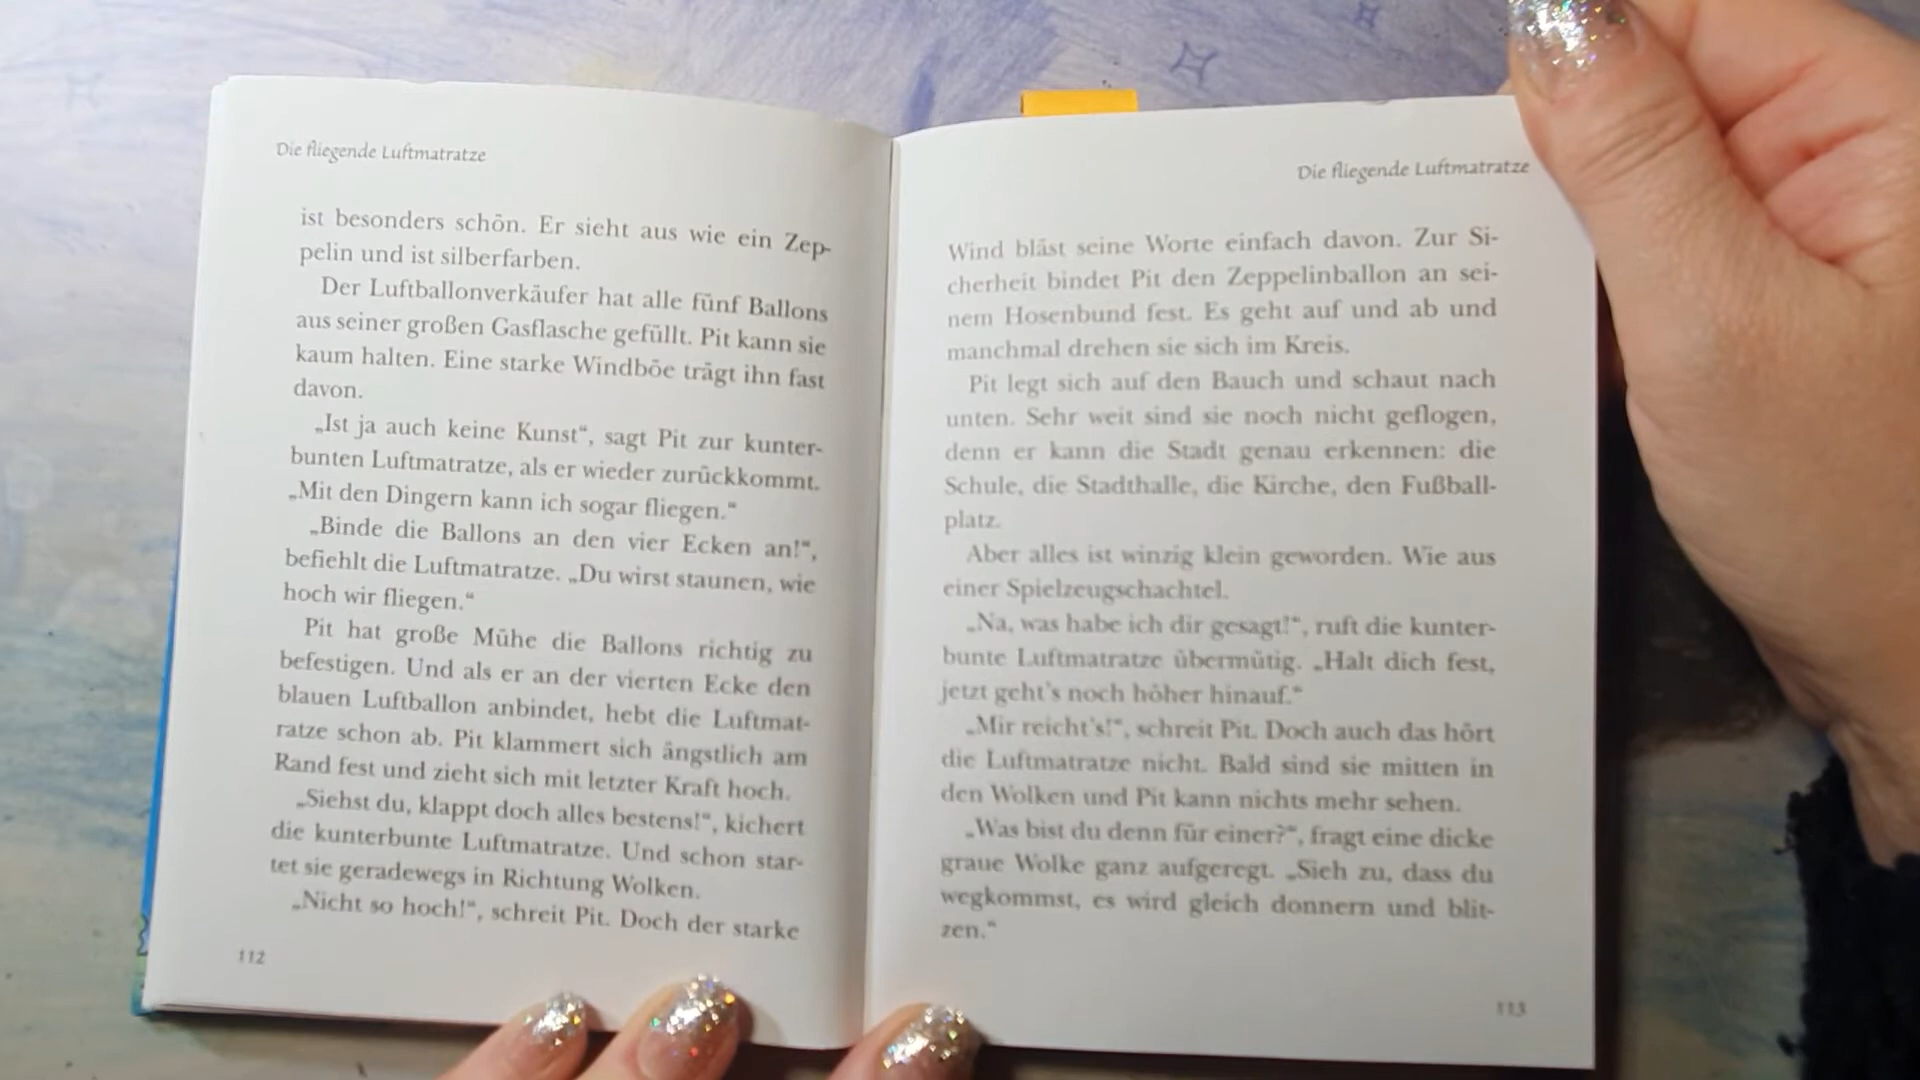 Die fliegende Luftmatratze
ist besonders schön. Er sieht aus wie ein Zep-
pelin und ist silberfarben.
Der Luftballonverkäufer hat alle fünf Ballons
aus seiner großen Gasflasche gefüllt. Pit kann sie
kaum halten. Eine starke Windböe trägt ihn fast
davon.
„Ist ja auch keine Kunst“, sagt Pit zur kunter-
bunten Luftmatratze, als er wieder zurückkommt.
„Mit den Dingern kann ich sogar fliegen.“
„Binde die Ballons an den vier Ecken an!“,
befiehlt die Luftmatratze. „Du wirst staunen, wie
hoch wir fliegen.“
Pit hat große Mühe die Ballons richtig zu
befestigen. Und als er an der vierten Ecke den
blauen Luftballon anbindet, hebt die Luftmat-
ratze schon ab. Pit klammert sich ängstlich am
Rand fest und zieht sich mit letzter Kraft hoch.
„Siehst du, klappt doch alles bestens!“, kichert
die kunterbunte Luftmatratze. Und schon star-
tet sie geradewegs in Richtung Wolken.
„Nicht so hoch!“, schreit Pit. Doch der starke
112
Die fliegende Luftmatratze
Wind bläst seine Worte einfach davon. Zur Si-
cherheit bindet Pit den Zeppelinballon an sei-
nem Hosenbund fest. Es geht auf und ab und
manchmal drehen sie sich im Kreis.
Pit legt sich auf den Bauch und schaut nach
unten. Sehr weit sind sie noch nicht geflogen,
denn er kann die Stadt genau erkennen: die
Schule, die Stadthalle, die Kirche, den Fußball-
platz.
Aber alles ist winzig klein geworden. Wie aus
einer Spielzeugschachtel.
„Na, was habe ich dir gesagt!“, ruft die kunter-
bunte Luftmatratze übermütig. „Halt dich fest,
jetzt geht's noch höher hinauf.“
„Mir reicht's!“, schreit Pit. Doch auch das hört
die Luftmatratze nicht. Bald sind sie mitten in
den Wolken und Pit kann nichts mehr sehen.
„Was bist du denn für einer?“, fragt eine dicke
graue Wolke ganz aufgeregt. „Sieh zu, dass du
wegkommst, es wird gleich donnern und blit-
zen.“
113